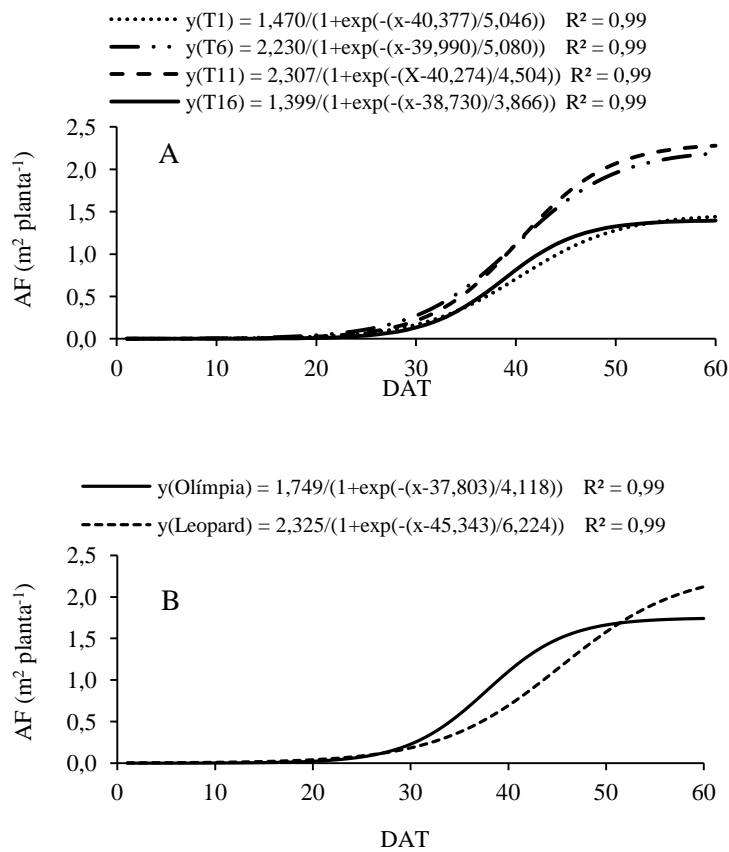 y(T1) = 1,470/(1+exp(-(x-40,377)/5,046)) R² = 0,99
y(T6) = 2,230/(1+exp(-(x-39,990)/5,080) R² = 0,99
y(T11) = 2,307/(1+exp(-(X-40,274)/4,504)) R² = 0,99
y(T16) = 1,399/(1+exp(-(x-38,730)/3,866)) R² = 0,99
A
AF (m² planta⁻¹)
2,5
2,0
1,5
1,0
0,5
0,0
0 10 20 30 40 50 60
DAT
y(Olímpia) = 1,749/(1+exp(-(x-37,803)/4,118)) R² = 0,99
y(Leopard) = 2,325/(1+exp(-(x-45,343)/6,224)) R² = 0,99
B
AF (m² planta⁻¹)
2,5
2,0
1,5
1,0
0,5
0,0
0 10 20 30 40 50 60
DAT